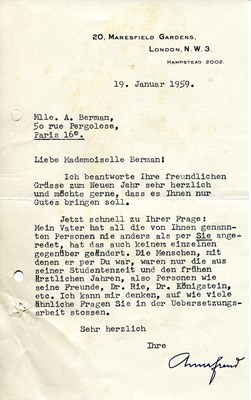 20, Maresfield Gardens,
London, N.W.3.
Hampstead 2002.
19. Januar 1959.
Mlle. A. Berman,
50 rue Pergolese,
Paris 16e.
Liebe Mademoiselle Berman!
Ich beantworte Ihre freundlichen
Grüsse zum Neuen Jahr sehr herzlich
und möchte gerne, dass es Ihnen nur
Gutes bringen soll.
Jetzt schnell zu Ihrer Frage:
Mein Vater hat all die von Ihnen genann-
ten Personen nie anders als per Sie ange-
redet, hat das auch keinem einzelnen
gegenüber geändert. Die Menschen, mit
denen er per Du war, waren nur die aus
seiner Studentenzeit und den frühen
ärztlichen Jahren, also Personen wie
seine Freunde, Dr. Rie, Dr. Königstein,
etc. Ich kann mir denken, auf wie viele
ähnliche Fragen Sie in der Uebersetzungs-
arbeit stossen.
Sehr herzlich
Ihre
Anna Freud